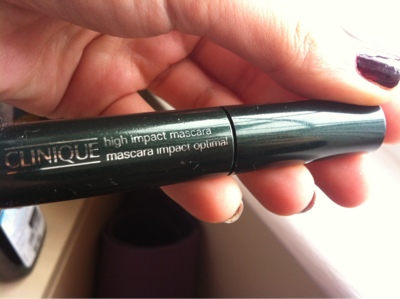 CLINIQUE
high impact mascara
mascara impact optimal